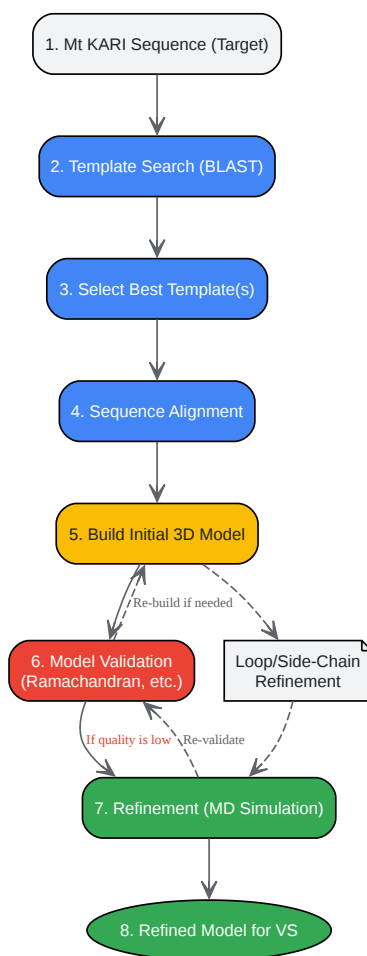 1. Mt KARI Sequence (Target)
2. Template Search (BLAST)
3. Select Best Template(s)
4. Sequence Alignment
5. Build Initial 3D Model
Re-build if needed
6. Model Validation
(Ramachandran, etc.)
Loop/Side-Chain
Refinement
If quality is low
Re-validate
7. Refinement (MD Simulation)
8. Refined Model for VS